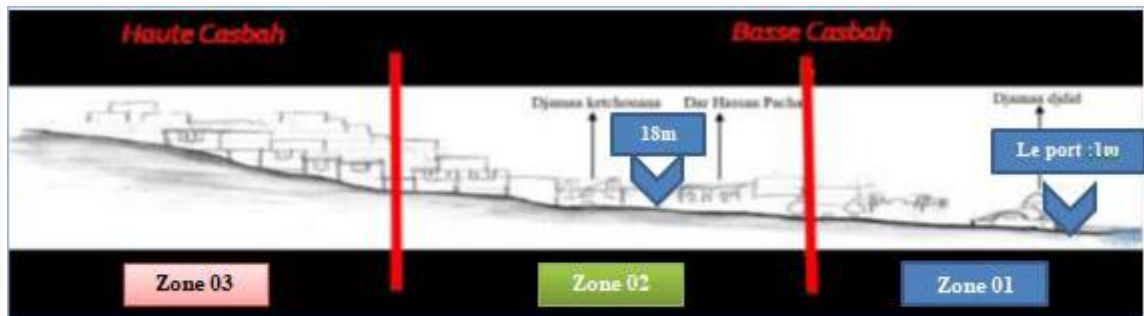 Haute Casbah
Basse Casbah
Djamaa ketchouana
Dar Hassan Pacha
Djamaa djdid
18m
Le port :1m
Zone 03
Zone 02
Zone 01